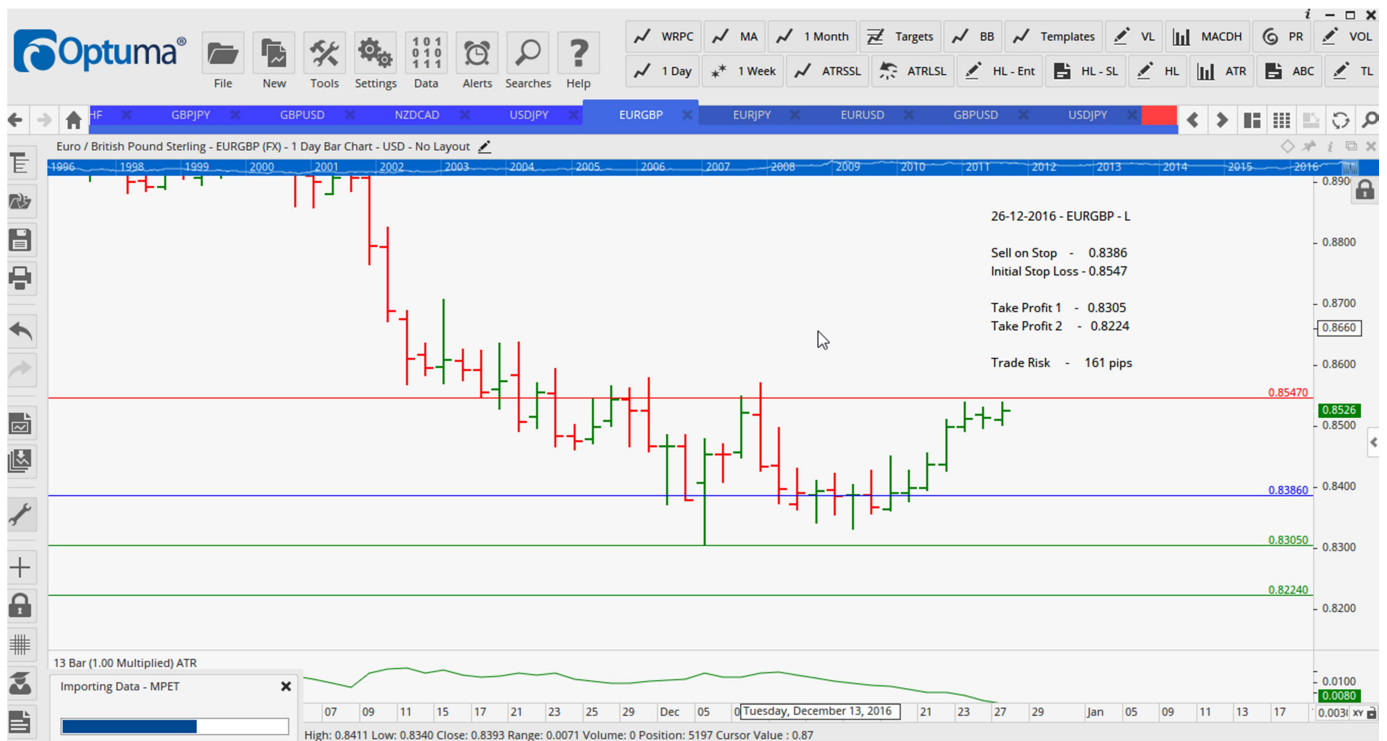 Optuma®
File
New
Tools
Settings
101
010
111
Data
Alerts
Searches
Help
WRPC
MA
1 Month
Targets
BB
Templates
VL
MACDH
PR
VOL
1 Day
1 Week
ATRSSL
ATRLSL
HL - Ent
HL - SL
HL
ATR
ABC
TL
HF
GBPJPY
GBPUSD
NZDCAD
USDJPY
EURGBP
EURJPY
EURUSD
GBPUSD
USDJPY
Euro / British Pound Sterling - EURGBP (FX) - 1 Day Bar Chart - USD - No Layout
1996 1998 1999 2000 2001 2002 2003 2004 2005 2006 2007 2008 2009 2010 2011 2012 2013 2014 2015 2016
26-12-2016 - EURGBP - L
Sell on Stop - 0.8386
Initial Stop Loss - 0.8547
Take Profit 1 - 0.8305
Take Profit 2 - 0.8224
Trade Risk - 161 pips
0.890
0.8800
0.8700
0.8660
0.8600
0.85470
0.8526
0.8500
0.83860
0.8400
0.83050
0.8300
0.82240
0.8200
13 Bar (1.00 Multiplied) ATR
0.0100
0.0080
Importing Data - MPET
07 09 11 15 17 21 23 25 29 Dec 05 Tuesday, December 13, 2016 21 23 27 29 Jan 05 09 11 13 17
0.003
XY
High: 0.8411 Low: 0.8340 Close: 0.8393 Range: 0.0071 Volume: 0 Position: 5197 Cursor Value : 0.87